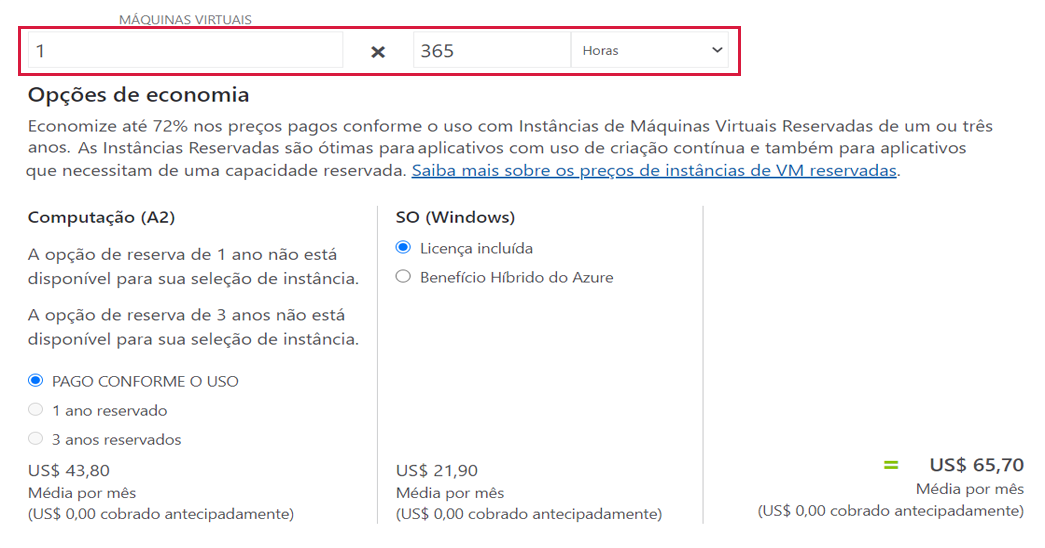 MÁQUINAS VIRTUAIS
1 × 365 Horas
Opções de economia
Economize até 72% nos preços pagos conforme o uso com Instâncias de Máquinas Virtuais Reservadas de um ou três
anos. As Instâncias Reservadas são ótimas para aplicativos com uso de criação contínua e também para aplicativos
que necessitam de uma capacidade reservada. Saiba mais sobre os preços de instâncias de VM reservadas.
Computação (A2)
A opção de reserva de 1 ano não está
disponível para sua seleção de instância.
A opção de reserva de 3 anos não está
disponível para sua seleção de instância.
PAGO CONFORME O USO
1 ano reservado
3 anos reservados
US$ 43,80
Média por mês
(US$ 0,00 cobrado antecipadamente)
SO (Windows)
Licença incluída
Benefício Híbrido do Azure
US$ 21,90
Média por mês
(US$ 0,00 cobrado antecipadamente)
= US$ 65,70
Média por mês
(US$ 0,00 cobrado antecipadamente)